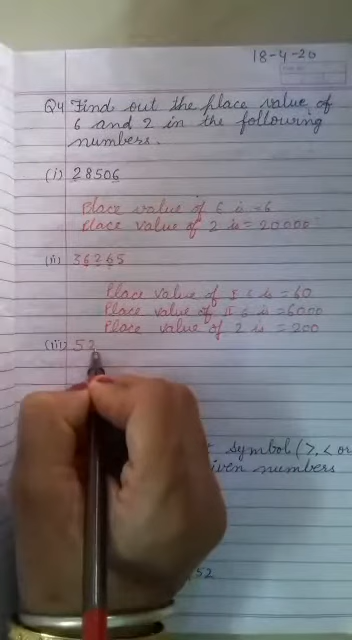 18-4-20
Q4 Find out the place value of
6 and 2 in the following
numbers.
(i) 28506
Place value of 6 is = 6
Place value of 2 is = 20000
(ii) 36265
Place value of I 6 is = 60
Place value of II 6 is = 6000
Place value of 2 is = 200
(iii) 52
symbol (>, < or
given numbers
52